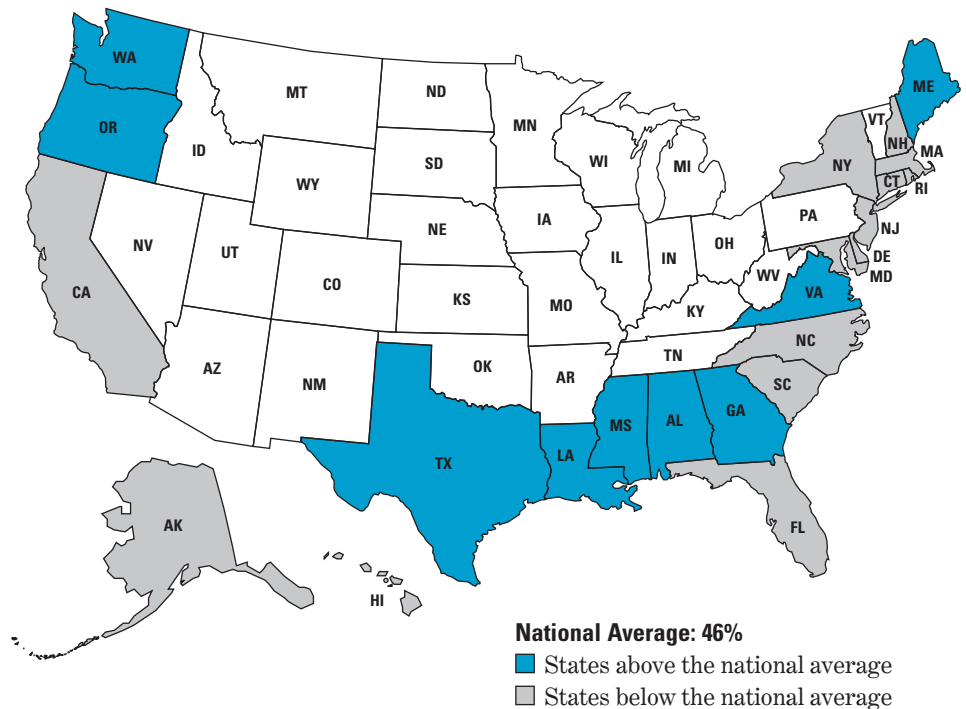 WA
ME
MT
ND
VT
MN
OR
NH
MA
ID
WI
SD
NY
MI
CT
RI
WY
PA
IA
NJ
NE
NV
OH
DE
UT
IL
IN
MD
WV
CO
CA
VA
KS
MO
KY
NC
TN
AZ
OK
AR
NM
SC
MS
AL
GA
TX
LA
AK
FL
HI
National Average: 46%
States above the national average
States below the national average